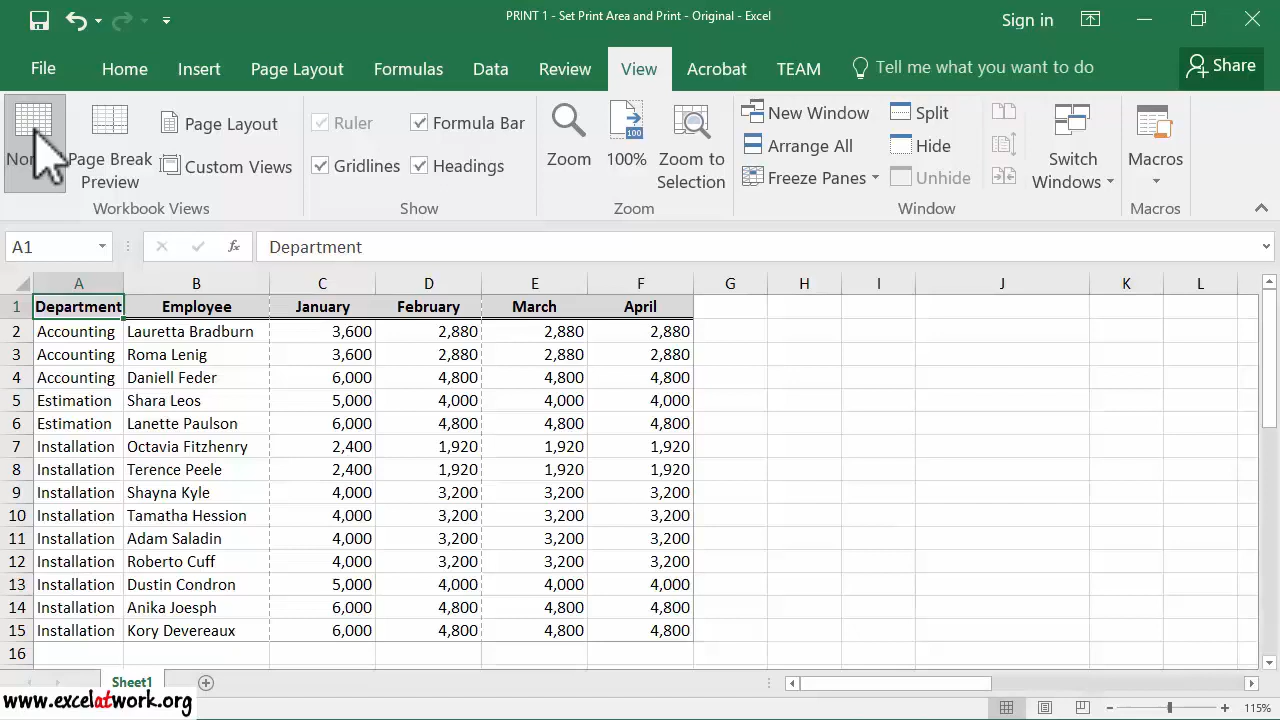 PRINT 1 - Set Print Area and Print - Original - Excel
Sign in
File Home Insert Page Layout Formulas Data Review View Acrobat TEAM Tell me what you want to do Share
Page Break Preview
Page Layout
Custom Views
Workbook Views
Ruler
Formula Bar
Gridlines
Headings
Show
Zoom
100
100%
Zoom to Selection
Zoom
New Window
Arrange All
Freeze Panes
Split
Hide
Unhide
Switch Windows
Window
Macros
Macros
A1 fx Department
A B C D E F G H I J K L
1 Department Employee January February March April
2 Accounting Lauretta Bradburn 3,600 2,880 2,880 2,880
3 Accounting Roma Lenig 3,600 2,880 2,880 2,880
4 Accounting Daniell Feder 6,000 4,800 4,800 4,800
5 Estimation Shara Leos 5,000 4,000 4,000 4,000
6 Estimation Lanette Paulson 6,000 4,800 4,800 4,800
7 Installation Octavia Fitzhenry 2,400 1,920 1,920 1,920
8 Installation Terence Peele 2,400 1,920 1,920 1,920
9 Installation Shayna Kyle 4,000 3,200 3,200 3,200
10 Installation Tamatha Hession 4,000 3,200 3,200 3,200
11 Installation Adam Saladin 4,000 3,200 3,200 3,200
12 Installation Roberto Cuff 4,000 3,200 3,200 3,200
13 Installation Dustin Condron 5,000 4,000 4,000 4,000
14 Installation Anika Joesph 6,000 4,800 4,800 4,800
15 Installation Kory Devereaux 6,000 4,800 4,800 4,800
16
Sheet1
www.excelatwork.org
115%